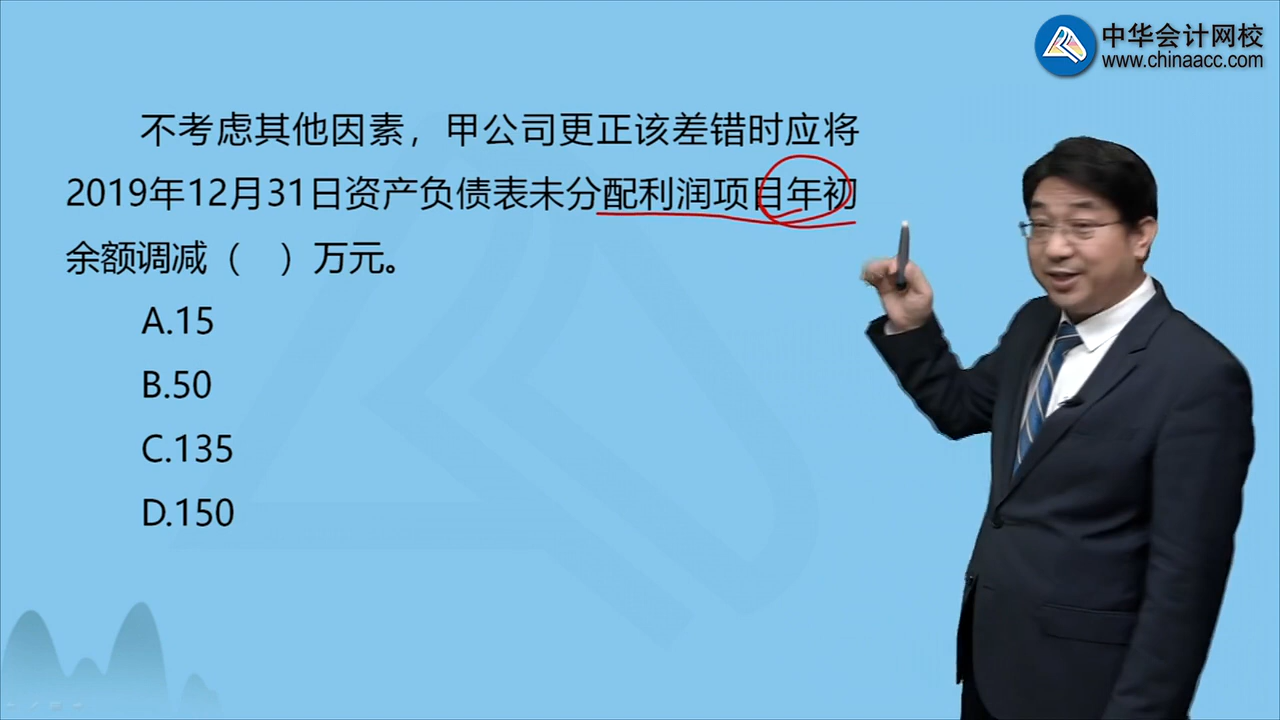 中华会计网校
www.chinaacc.com
不考虑其他因素，甲公司更正该差错时应将
2019年12月31日资产负债表未分配利润项目年初
余额调减（　）万元。
A.15
B.50
C.135
D.150